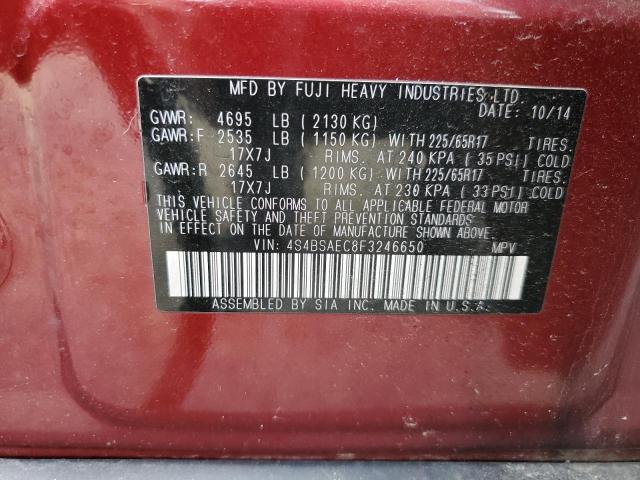 MFD BY FUJI HEAVY INDUSTRIES LTD.
DATE: 10/14
GVWR: 4695 LB (2130 KG)
GAWR:F 2535 LB (1150 KG) WITH 225/65R17 TIRES.
17X7J RIMS. AT 240 KPA (35 PSI) COLD
GAWR:R 2645 LB (1200 KG) WITH 225/65R17 TIRES.
17X7J RIMS. AT 230 KPA (33 PSI) COLD
THIS VEHICLE CONFORMS TO ALL APPLICABLE FEDERAL MOTOR
VEHICLE SAFETY AND THEFT PREVENTION STANDARDS IN
EFFECT ON THE DATE OF MANUFACTURE SHOWN ABOVE.
VIN: 4S4BSAEC8F3246650 MPV
ASSEMBLED BY SIA INC. MADE IN U.S.A.